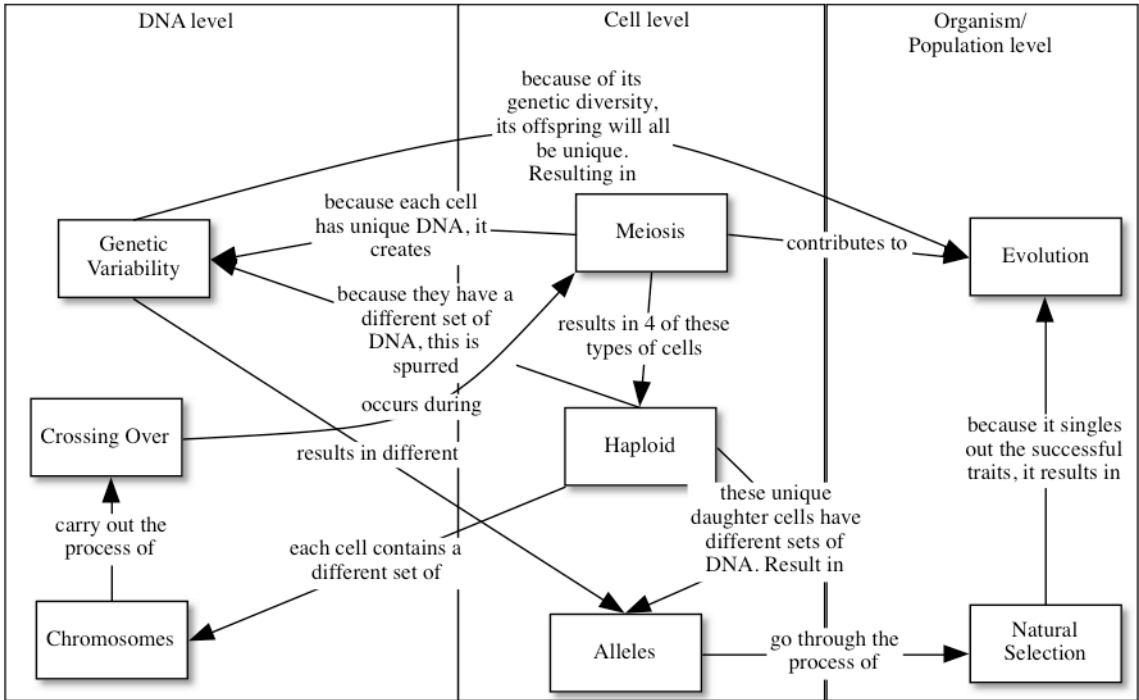 DNA level
Cell level
Organism/
Population level
because of its
genetic diversity,
its offspring will all
be unique.
Resulting in
because each cell
has unique DNA, it
creates
Meiosis
contributes to
Genetic
Variability
Evolution
because they have a
different set of
DNA, this is
spurred
results in 4 of these
types of cells
occurs during
Crossing Over
Haploid
because it singles
out the successful
traits, it results in
results in different
these unique
daughter cells have
different sets of
DNA. Result in
carry out the
process of
each cell contains a
different set of
Chromosomes
Alleles
go through the
process of
Natural
Selection